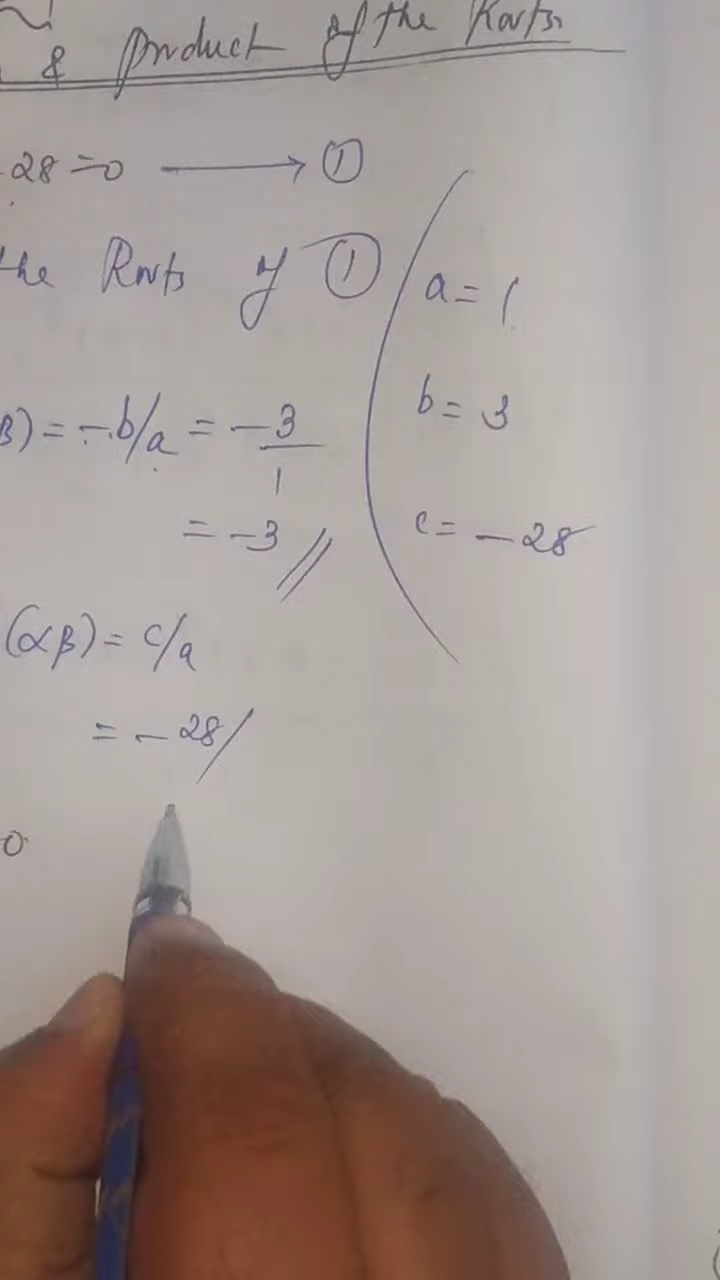 & Product of the Roots
28 = 0 ⟶ ①
the Roots of ①
a = 1
b = 3
β) = -b/a = -3/1
= -3 //
c = -28
(αβ) = c/a
= -28/
0